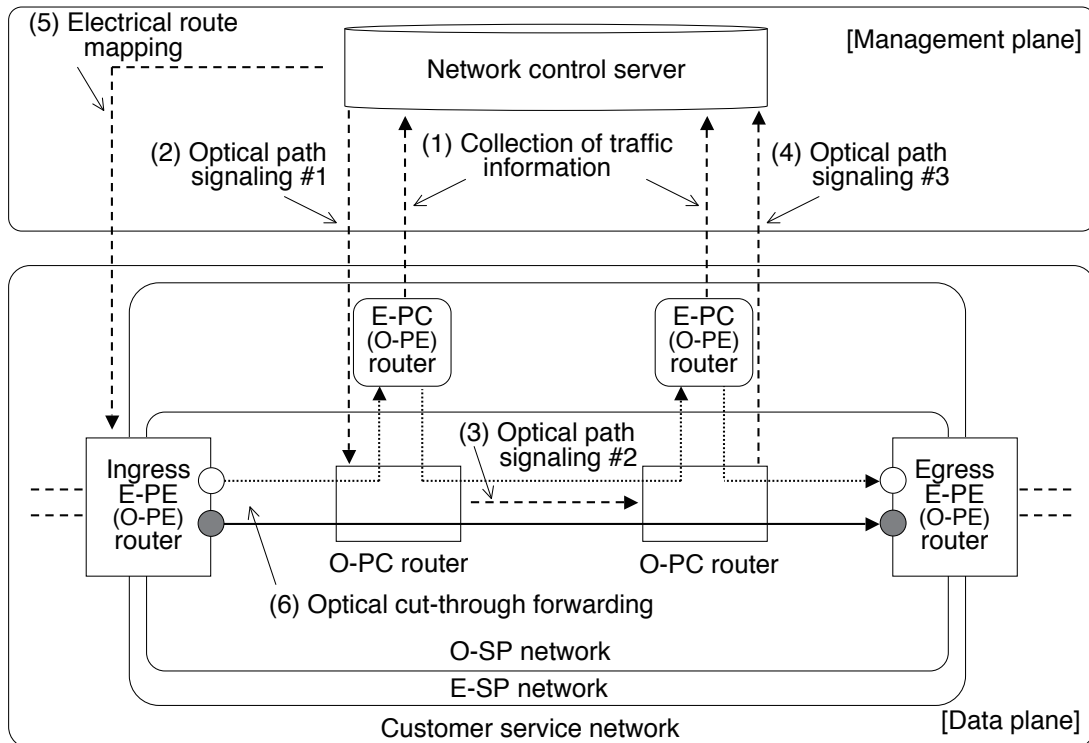 (5) Electrical route
mapping
[Management plane]
Network control server
(2) Optical path
signaling #1
(1) Collection of traffic
information
(4) Optical path
signaling #3
E-PC
(O-PE)
router
E-PC
(O-PE)
router
(3) Optical path
signaling #2
Ingress
E-PE
(O-PE)
router
Egress
E-PE
(O-PE)
router
O-PC router
O-PC router
(6) Optical cut-through forwarding
O-SP network
E-SP network
Customer service network
[Data plane]